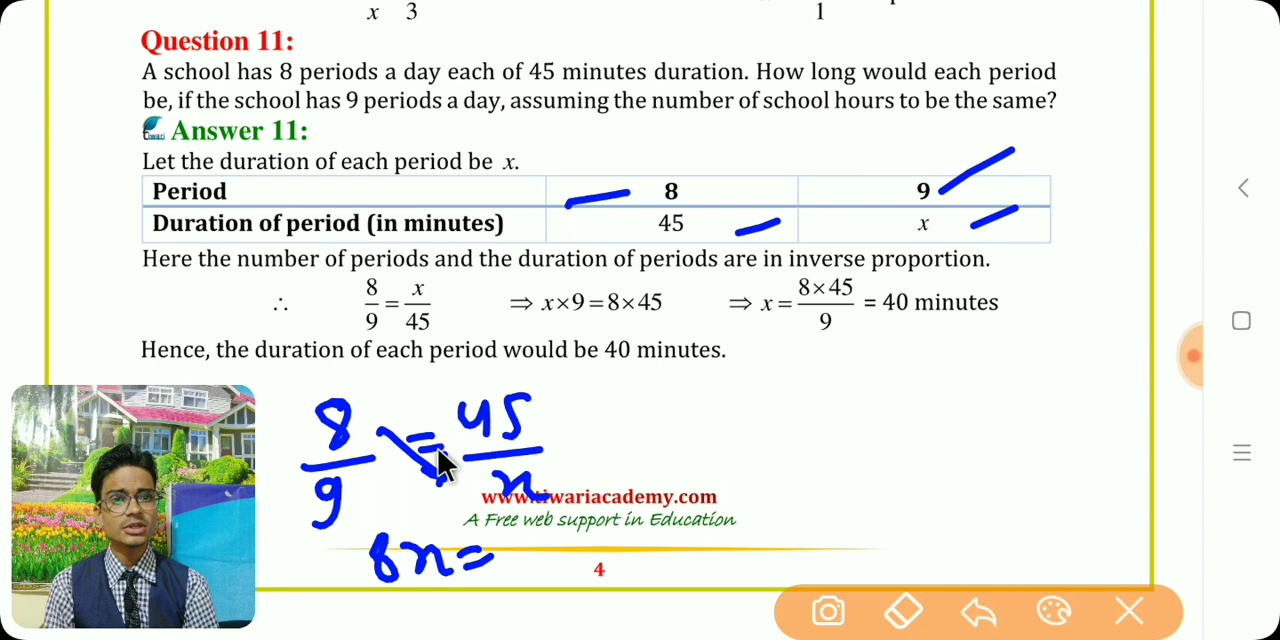 x 3
1
Question 11:
A school has 8 periods a day each of 45 minutes duration. How long would each period
be, if the school has 9 periods a day, assuming the number of school hours to be the same?
Answer 11:
Let the duration of each period be x.
Period 8 9
Duration of period (in minutes) 45 x
Here the number of periods and the duration of periods are in inverse proportion.
∴ 8/9 = x/45 ⇒ x × 9 = 8 × 45 ⇒ x = 8 × 45/9 = 40 minutes
Hence, the duration of each period would be 40 minutes.
8/9 = 45/x
www.tiwariacademy.com
A Free web support in Education
8x =
4